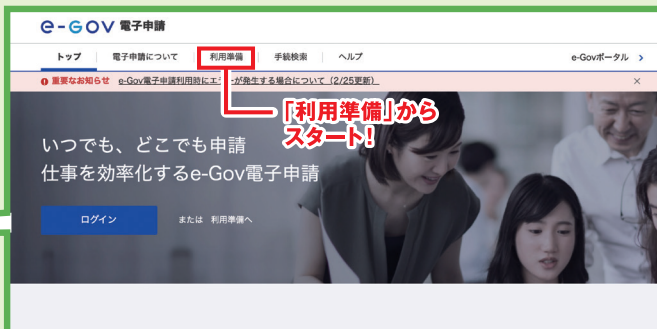 e-GOV 電子申請
トップ 電子申請について 利用準備 手続検索 ヘルプ e-Govポータル
重要なお知らせ e-Gov電子申請利用時にエラーが発生する場合について（2/25更新）
「利用準備」から
スタート！
いつでも、どこでも申請
仕事を効率化するe-Gov電子申請
ログイン または 利用準備へ